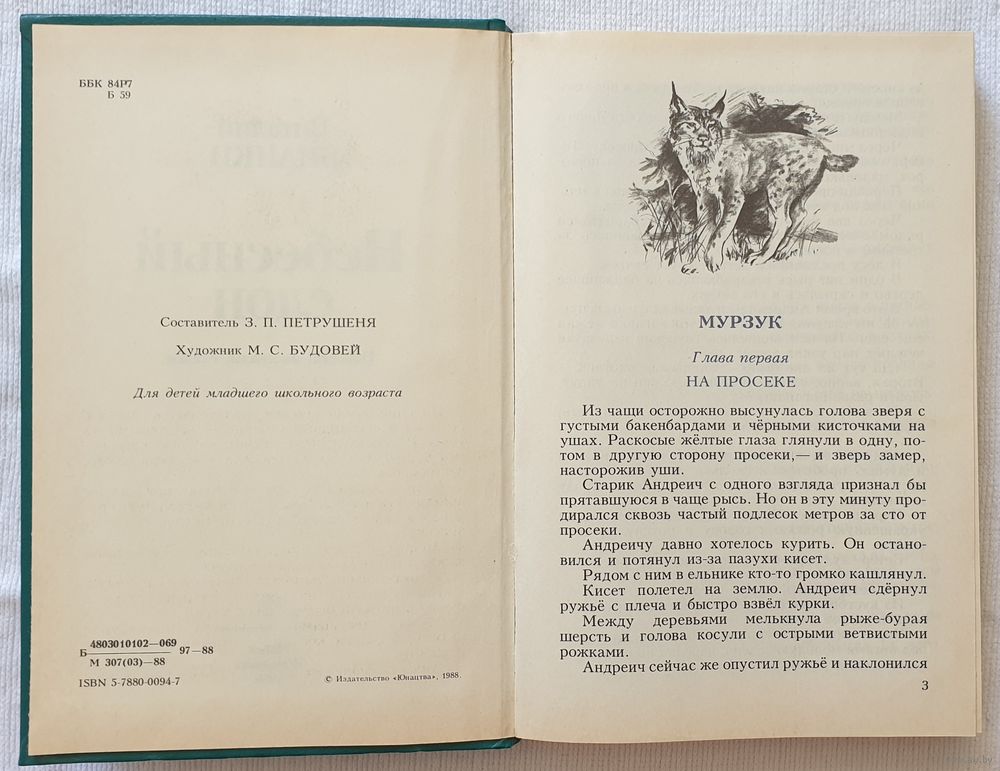 ББК 84Р7
Б 59
Составитель З. П. ПЕТРУШЕНЯ
Художник М. С. БУДОВЕЙ
Для детей младшего школьного возраста
Б 4803010102—069 97—88
М 307(03)—88
ISBN 5-7880-0094-7
© Издательство «Юнацтва», 1988.
МУРЗУК
Глава первая
НА ПРОСЕКЕ
Из чащи осторожно высунулась голова зверя с
густыми бакенбардами и чёрными кисточками на
ушах. Раскосые жёлтые глаза глянули в одну, по-
том в другую сторону просеки,— и зверь замер,
насторожив уши.
Старик Андреич с одного взгляда признал бы
прятавшуюся в чаще рысь. Но он в эту минуту про-
дирался сквозь частый подлесок метров за сто от
просеки.
Андреичу давно хотелось курить. Он остано-
вился и потянул из-за пазухи кисет.
Рядом с ним в ельнике кто-то громко кашлянул.
Кисет полетел на землю. Андреич сдёрнул
ружьё с плеча и быстро взвёл курки.
Между деревьями мелькнула рыже-бурая
шерсть и голова косули с острыми ветвистыми
рожками.
Андреич сейчас же опустил ружьё и наклонился
3